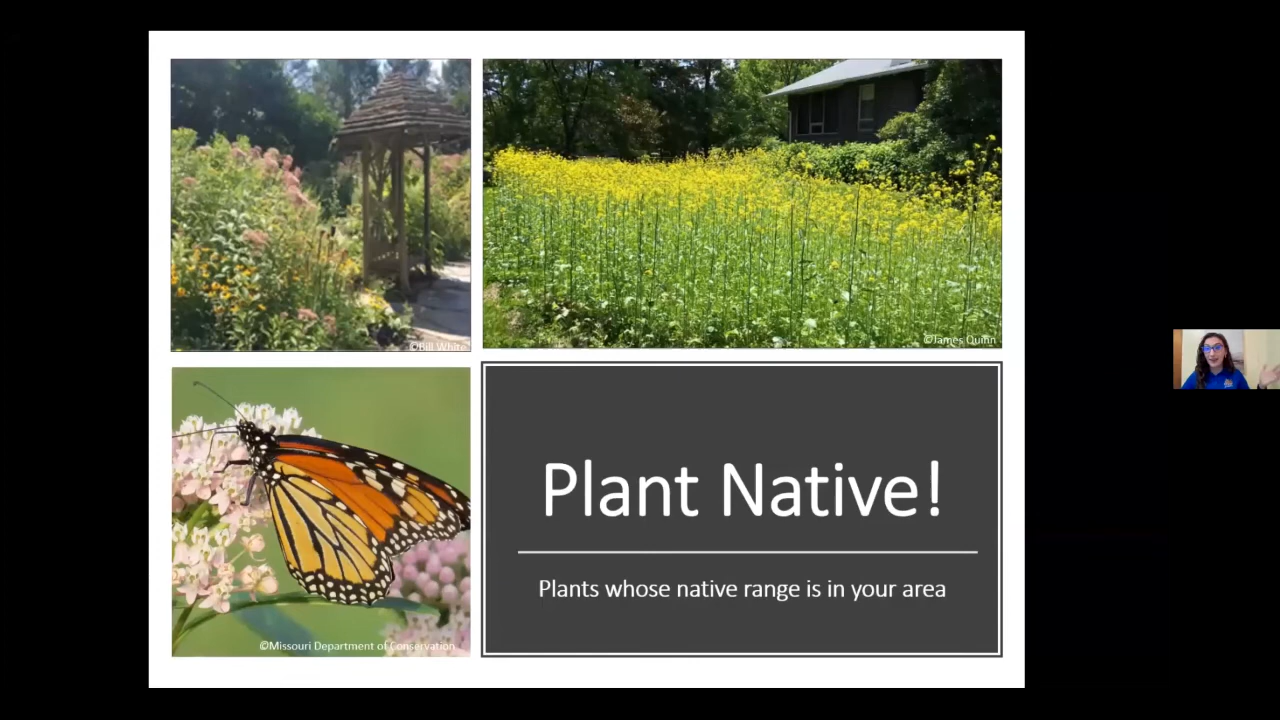 ©Bill White
©James Quinn
©Missouri Department of Conservation
Plant Native!
Plants whose native range is in your area